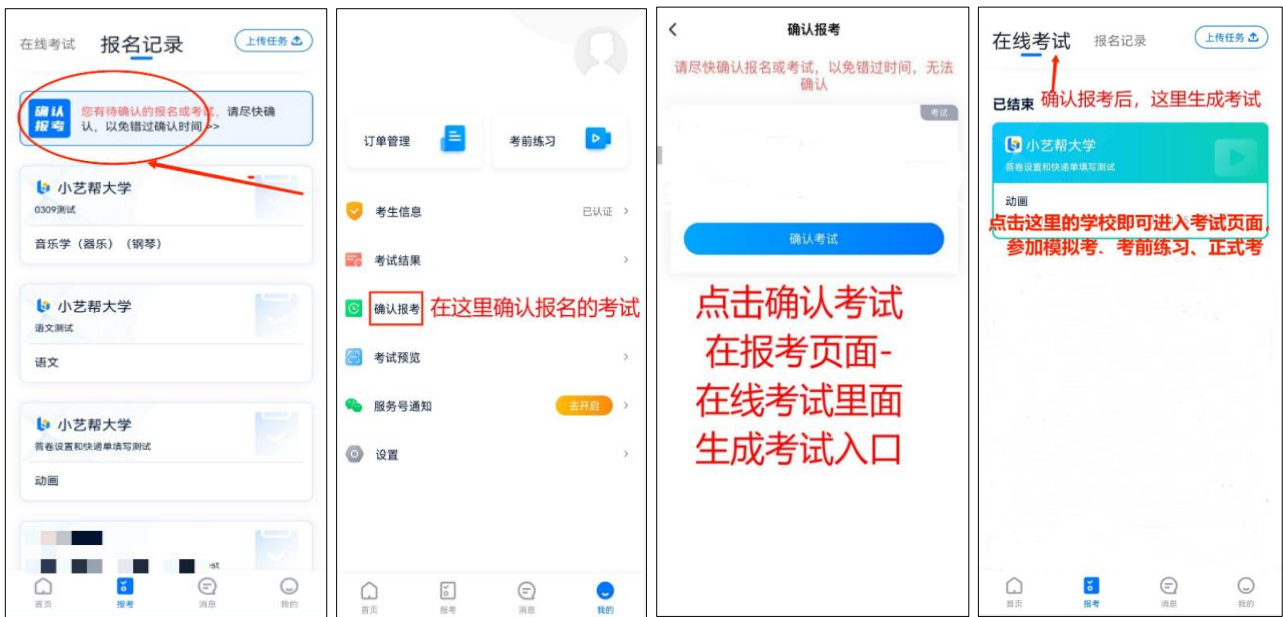 在线考试 报名记录 上传任务
确认
报考
您有待确认的报名或考试，请尽快确
认，以免错过确认时间>>
小艺帮大学
0309测试
音乐学（器乐）（钢琴）
小艺帮大学
语文测试
语文
小艺帮大学
答卷设置和快递单填写测试
动画
首页 报考 消息 我的
订单管理 考前练习
考生信息 已认证 >
考试结果 >
确认报考 在这里确认报名的考试
考试预览 >
服务号通知 去开启 >
设置 >
首页 报考 消息 我的
< 确认报考
请尽快确认报名或考试，以免错过时间，无法
确认
考试
确认考试
点击确认考试
在报考页面-
在线考试里面
生成考试入口
在线考试 报名记录 上传任务
已结束 确认报考后，这里生成考试
小艺帮大学
答卷设置和快递单填写测试
动画
点击这里的学校即可进入考试页面，
参加模拟考、考前练习、正式考
首页 报考 消息 我的